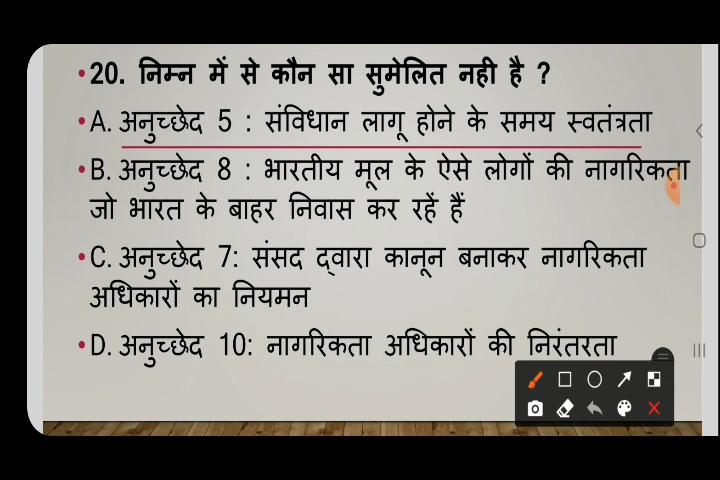 •20. निम्न में से कौन सा सुमेलित नही है ?
•A. अनुच्छेद 5 : संविधान लागू होने के समय स्वतंत्रता
•B. अनुच्छेद 8 : भारतीय मूल के ऐसे लोगों की नागरिकता
जो भारत के बाहर निवास कर रहें हैं
•C. अनुच्छेद 7: संसद द्वारा कानून बनाकर नागरिकता
अधिकारों का नियमन
•D. अनुच्छेद 10: नागरिकता अधिकारों की निरंतरता